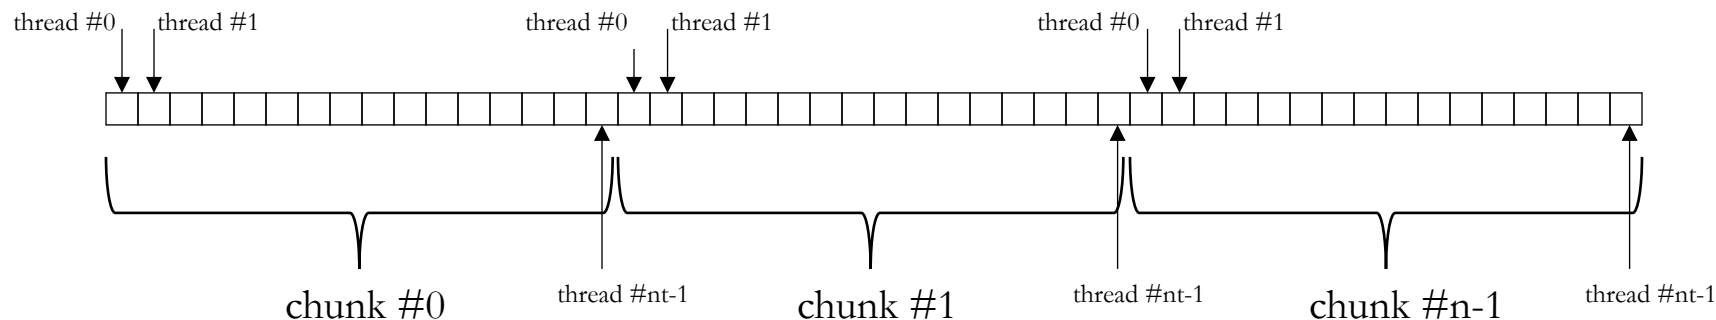 thread #0
thread #1
thread #0
thread #1
thread #0
thread #1
chunk #0
thread #nt-1
chunk #1
thread #nt-1
chunk #n-1
thread #nt-1